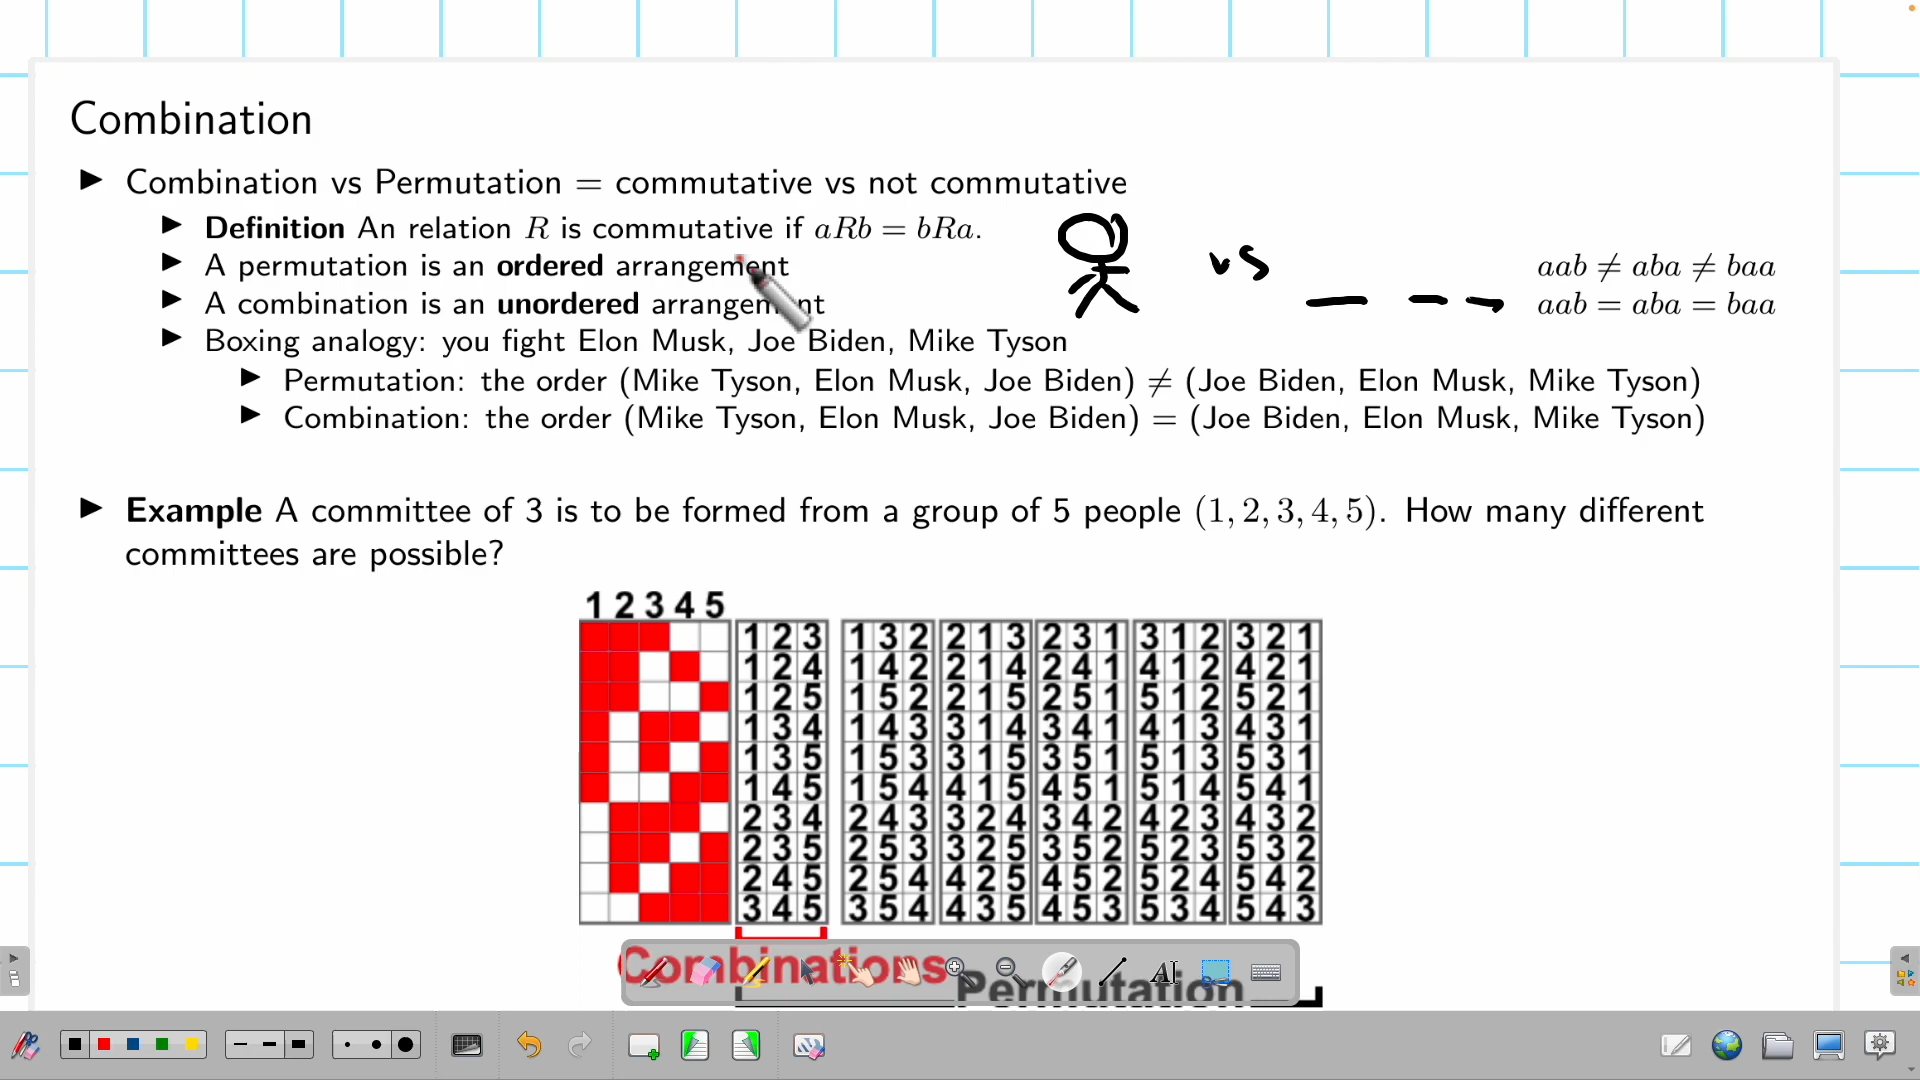 Combination
▶ Combination vs Permutation = commutative vs not commutative
▶ Definition An relation R is commutative if aRb = bRa.
▶ A permutation is an ordered arrangement
aab ≠ aba ≠ baa
▶ A combination is an unordered arrangement
aab = aba = baa
vs
▶ Boxing analogy: you fight Elon Musk, Joe Biden, Mike Tyson
▶ Permutation: the order (Mike Tyson, Elon Musk, Joe Biden) ≠ (Joe Biden, Elon Musk, Mike Tyson)
▶ Combination: the order (Mike Tyson, Elon Musk, Joe Biden) = (Joe Biden, Elon Musk, Mike Tyson)
▶ Example A committee of 3 is to be formed from a group of 5 people (1, 2, 3, 4, 5). How many different
committees are possible?
1 2 3 4 5
1 2 3 1 3 2 2 1 3 2 3 1 3 1 2 3 2 1
1 2 4 1 4 2 2 1 4 2 4 1 4 1 2 4 2 1
1 2 5 1 5 2 2 1 5 2 5 1 5 1 2 5 2 1
1 3 4 1 4 3 3 1 4 3 4 1 4 1 3 4 3 1
1 3 5 1 5 3 3 1 5 3 5 1 5 1 3 5 3 1
1 4 5 1 5 4 4 1 5 4 5 1 5 1 4 5 4 1
2 3 4 2 4 3 3 2 4 3 4 2 4 2 3 4 3 2
2 3 5 2 5 3 3 2 5 3 5 2 5 2 3 5 3 2
2 4 5 2 5 4 4 2 5 4 5 2 5 2 4 5 4 2
3 4 5 3 5 4 4 3 5 4 5 3 5 3 4 5 4 3
Combinations
Permutation